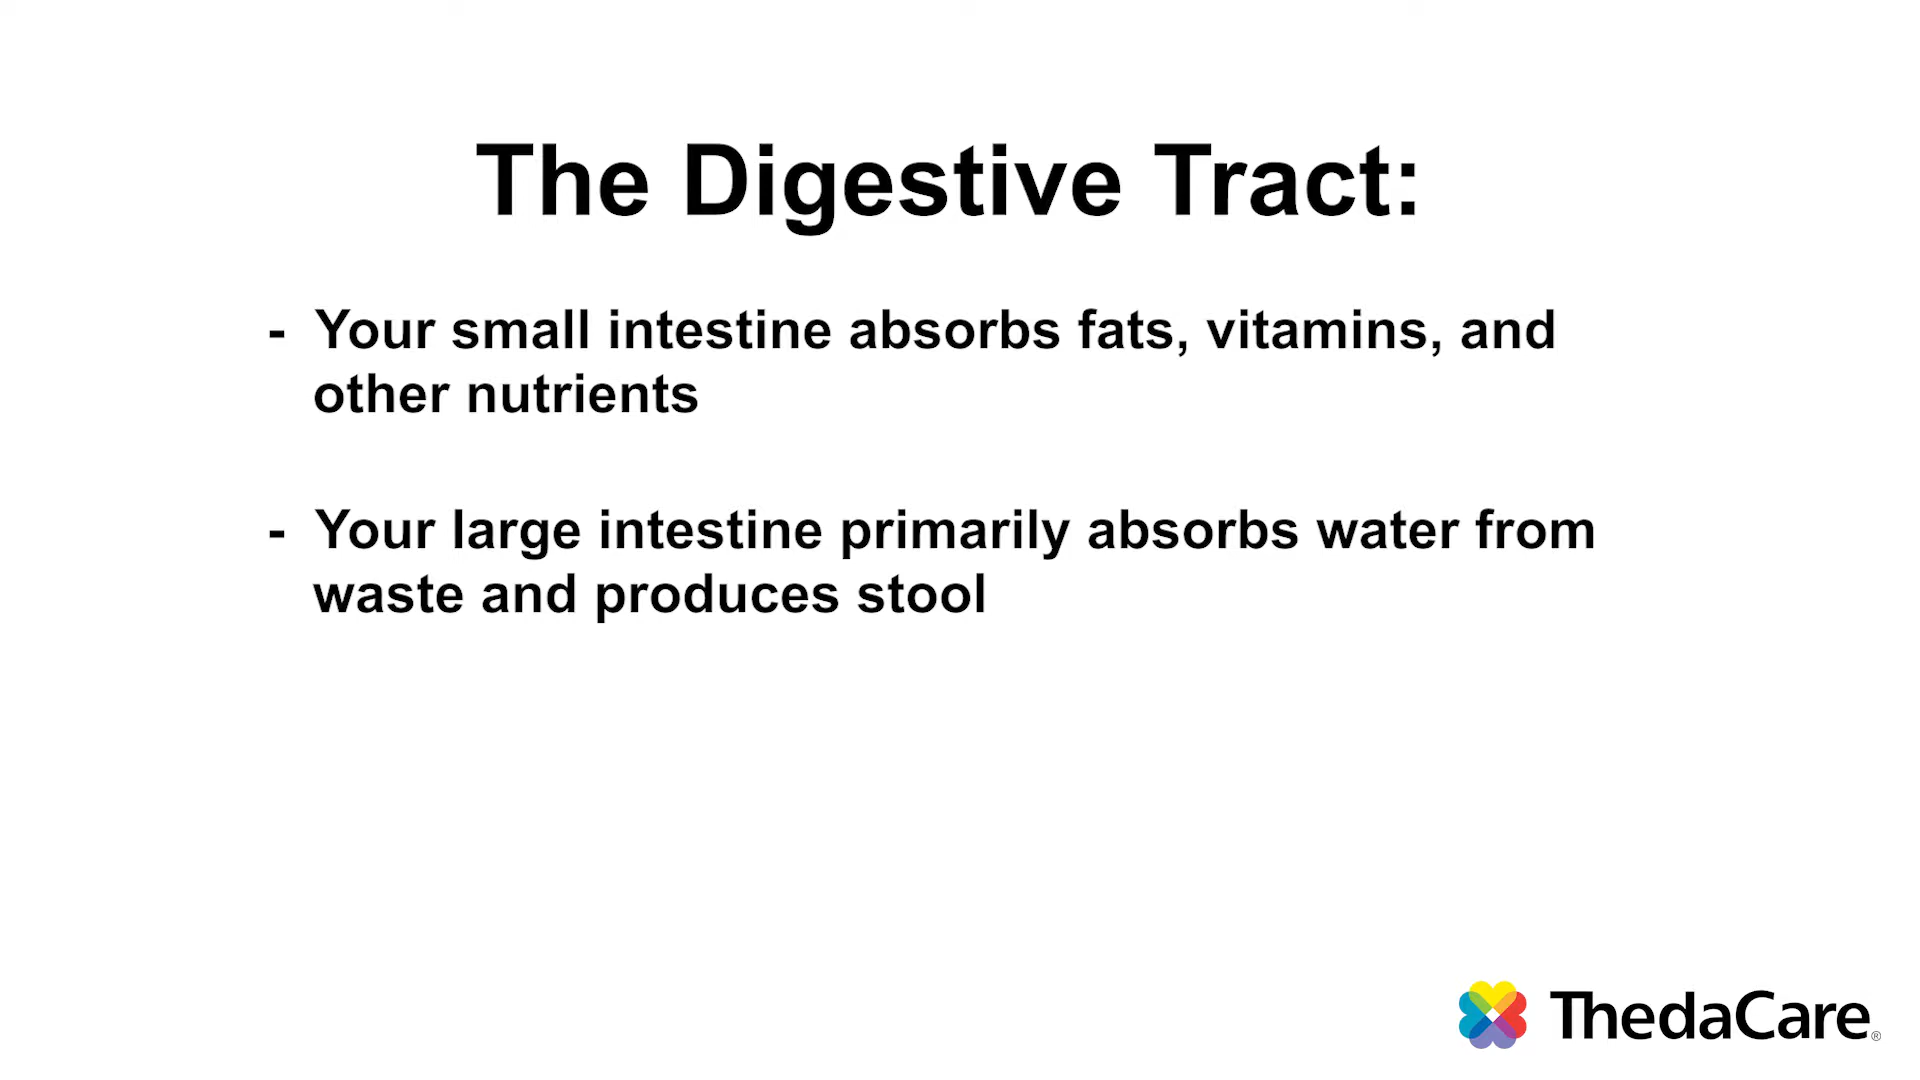 The Digestive Tract:
- Your small intestine absorbs fats, vitamins, and
other nutrients
- Your large intestine primarily absorbs water from
waste and produces stool
ThedaCare®